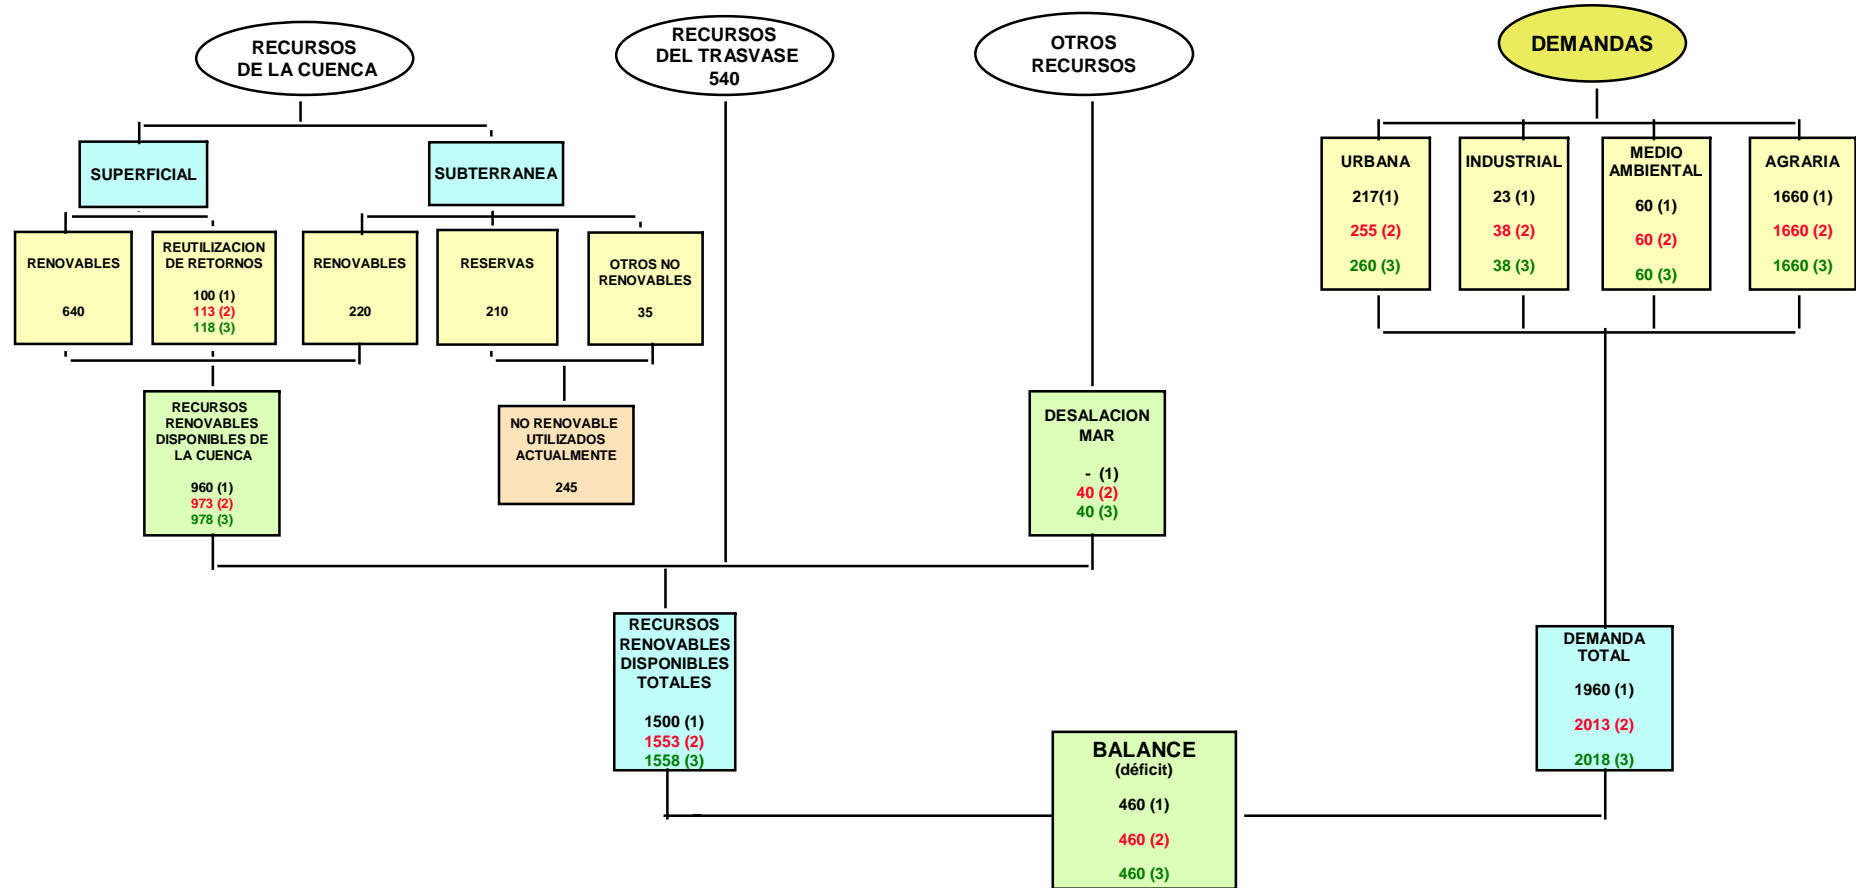 RECURSOS
DE LA CUENCA
RECURSOS
DEL TRASVASE
540
OTROS
RECURSOS
DEMANDAS
SUPERFICIAL
SUBTERRANEA
URBANA
217(1)
255 (2)
260 (3)
INDUSTRIAL
23 (1)
38 (2)
38 (3)
MEDIO
AMBIENTAL
60 (1)
60 (2)
60 (3)
AGRARIA
1660 (1)
1660 (2)
1660 (3)
RENOVABLES
640
REUTILIZACION
DE RETORNOS
100 (1)
113 (2)
118 (3)
RENOVABLES
220
RESERVAS
210
OTROS NO
RENOVABLES
35
RECURSOS
RENOVABLES
DISPONIBLES DE
LA CUENCA
960 (1)
973 (2)
978 (3)
NO RENOVABLE
UTILIZADOS
ACTUALMENTE
245
DESALACION
MAR
- (1)
40 (2)
40 (3)
RECURSOS
RENOVABLES
DISPONIBLES
TOTALES
1500 (1)
1553 (2)
1558 (3)
DEMANDA
TOTAL
1960 (1)
2013 (2)
2018 (3)
BALANCE
(déficit)
460 (1)
460 (2)
460 (3)